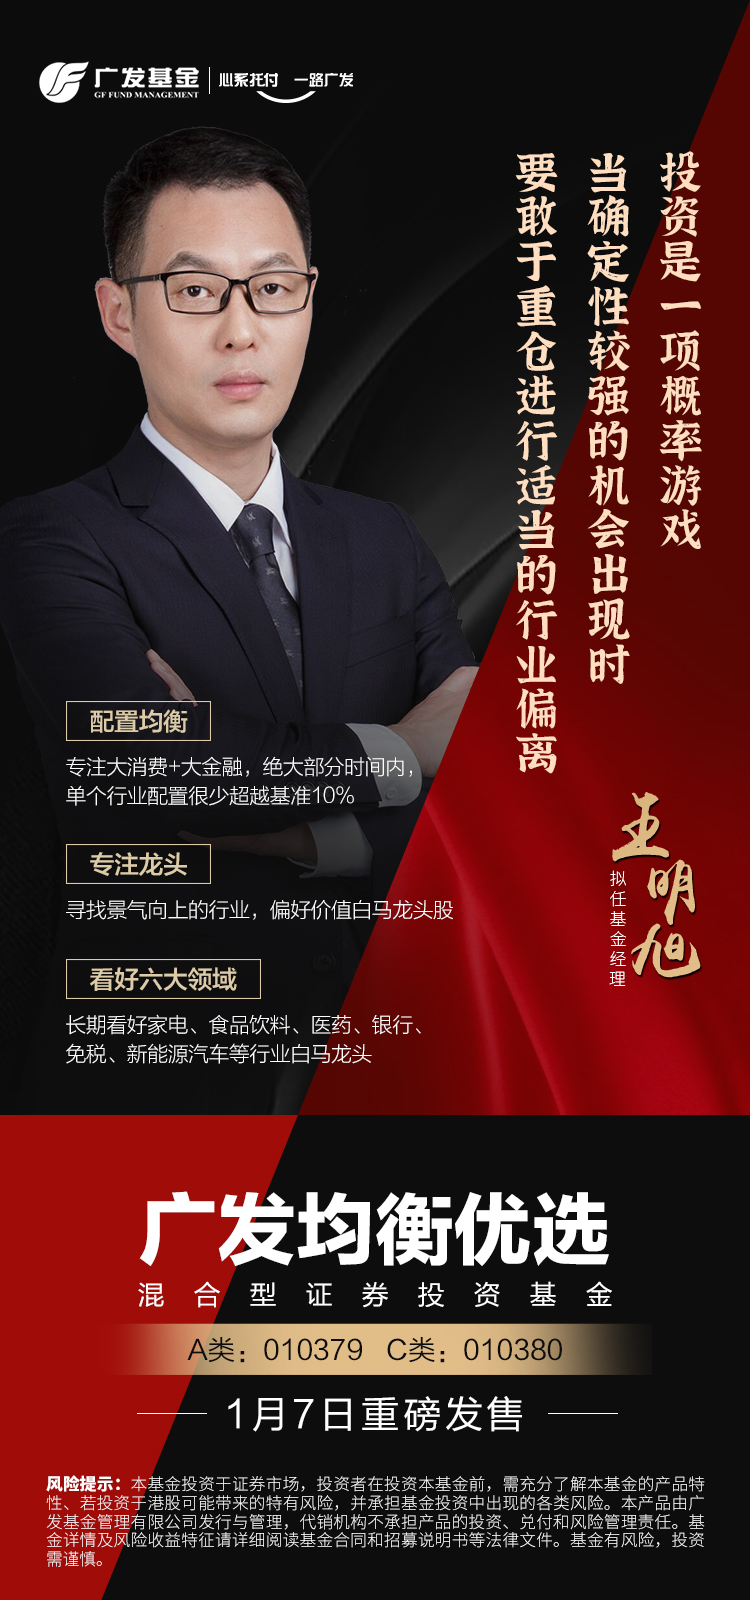 广发基金
GF FUND MANAGEMENT
心系托付 一路广发
投资是一项概率游戏
当确定性较强的机会出现时
要敢于重仓进行适当的行业偏离
王明旭
拟任基金经理
配置均衡
专注大消费+大金融，绝大部分时间内，
单个行业配置很少超越基准10%
专注龙头
寻找景气向上的行业，偏好价值白马龙头股
看好六大领域
长期看好家电、食品饮料、医药、银行、
免税、新能源汽车等行业白马龙头
广发均衡优选
混合型证券投资基金
A类：010379 C类：010380
1月7日重磅发售
风险提示：本基金投资于证券市场，投资者在投资本基金前，需充分了解本基金的产品特
性、若投资于港股可能带来的特有风险，并承担基金投资中出现的各类风险。本产品由广
发基金管理有限公司发行与管理，代销机构不承担产品的投资、兑付和风险管理责任。基
金详情及风险收益特征请详细阅读基金合同和招募说明书等法律文件。基金有风险，投资
需谨慎。